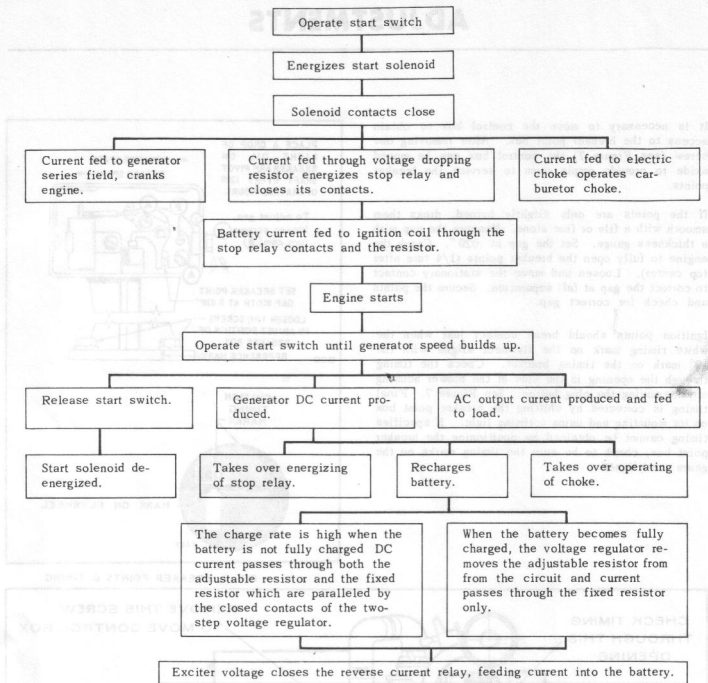 Operate start switch
Energizes start solenoid
Solenoid contacts close
Current fed to generator
series field, cranks
engine.
Current fed through voltage dropping
resistor energizes stop relay and
closes its contacts.
Current fed to electric
choke operates car-
buretor choke.
Battery current fed to ignition coil through the
stop relay contacts and the resistor.
Engine starts
Operate start switch until generator speed builds up.
Release start switch.
Generator DC current pro-
duced.
AC output current produced and fed
to load.
Start solenoid de-
energized.
Takes over energizing
of stop relay.
Recharges
battery.
Takes over operating
of choke.
The charge rate is high when the
battery is not fully charged DC
current passes through both the
adjustable resistor and the fixed
resistor which are paralleled by
the closed contacts of the two-
step voltage regulator.
When the battery becomes fully
charged, the voltage regulator re-
moves the adjustable resistor from
from the circuit and current
passes through the fixed resistor
only.
Exciter voltage closes the reverse current relay, feeding current into the battery.